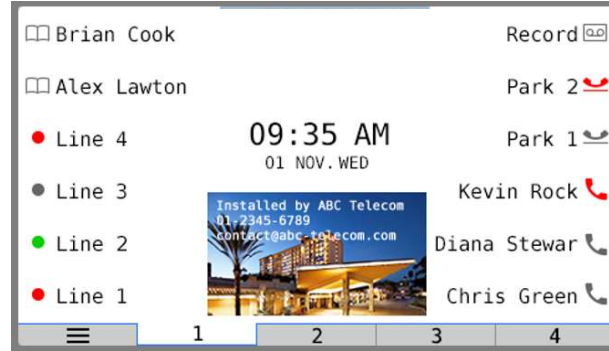 Brian Cook
Alex Lawton
Line 4
Line 3
Line 2
Line 1
09:35 AM
01 NOV. WED
Installed by ABC Telecom
01-2345-6789
contact@abc-telecom.com
Record
Park 2
Park 1
Kevin Rock
Diana Stewar
Chris Green
1
2
3
4